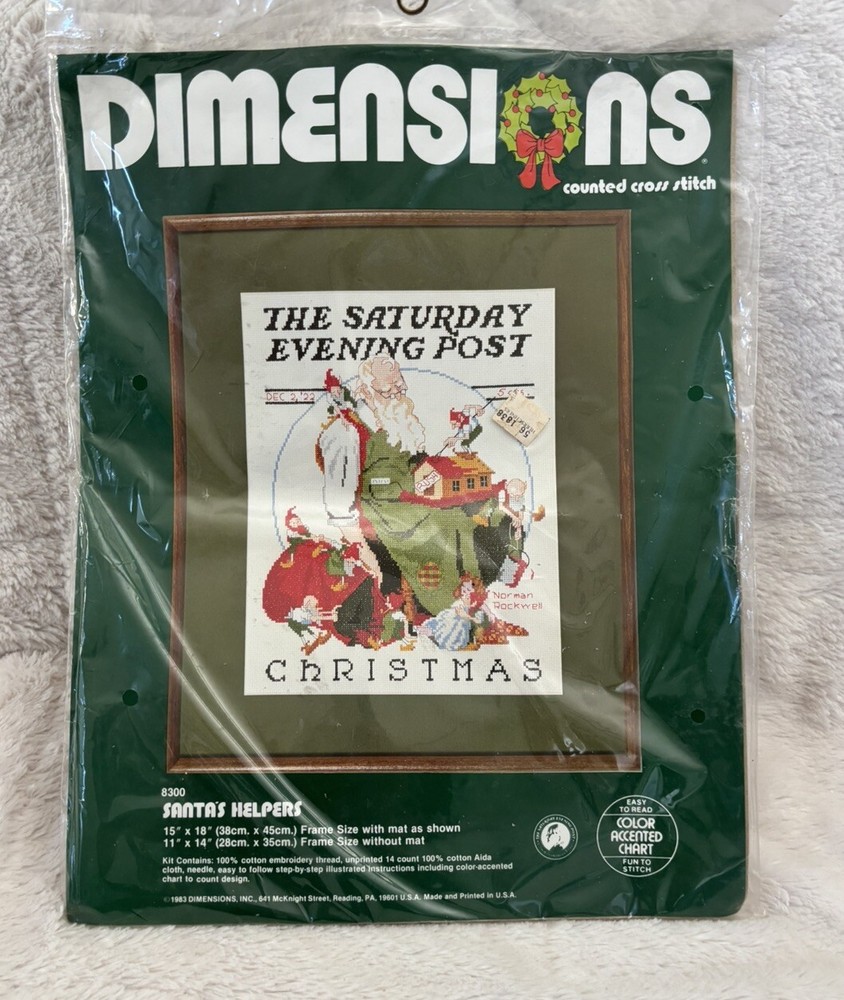 DIMENSIONS®
counted cross stitch
THE SATURDAY
EVENING POST
DEC 2, '22
56-1838
Norman
Rockwell
ChRISTMAS
8300
SANTA'S HELPERS
15" x 18" (38cm. x 45cm.) Frame Size with mat as shown
11" x 14" (28cm. x 35cm.) Frame Size without mat
Kit Contains: 100% cotton embroidery thread, unprinted 14 count 100% cotton Aida
cloth, needle, easy to follow step-by-step illustrated instructions including color-accented
chart to count design.
©1983 DIMENSIONS, INC., 641 McKnight Street, Reading, PA, 19601 U.S.A. Made and Printed in U.S.A.
EASY
TO READ
COLOR
ACCENTED
CHART
FUN TO
STITCH